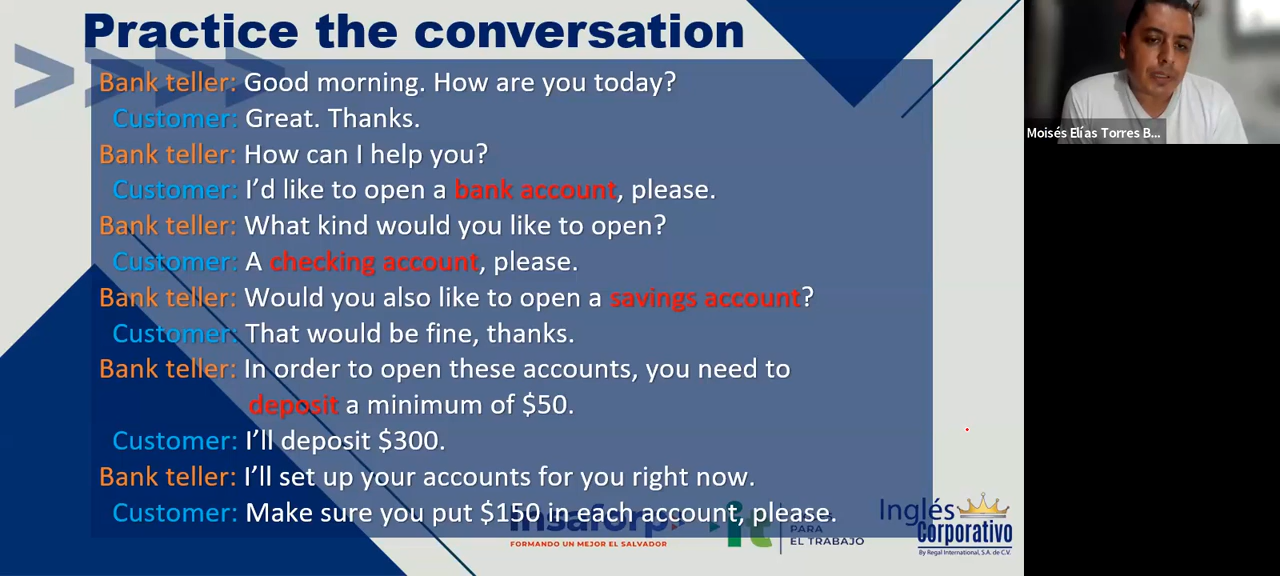 Practice the conversation
Bank teller: Good morning. How are you today?
Customer: Great. Thanks.
Bank teller: How can I help you?
Customer: I'd like to open a bank account, please.
Bank teller: What kind would you like to open?
Customer: A checking account, please.
Bank teller: Would you also like to open a savings account?
Customer: That would be fine, thanks.
Bank teller: In order to open these accounts, you need to
deposit a minimum of $50.
Customer: I'll deposit $300.
Bank teller: I'll set up your accounts for you right now.
Customer: Make sure you put $150 in each account, please.
Moisés Elías Torres B...
insaforp
FORMANDO UN MEJOR EL SALVADOR
it
PARA
EL TRABAJO
Inglés
Corporativo
By Regal International, S.A. de C.V.